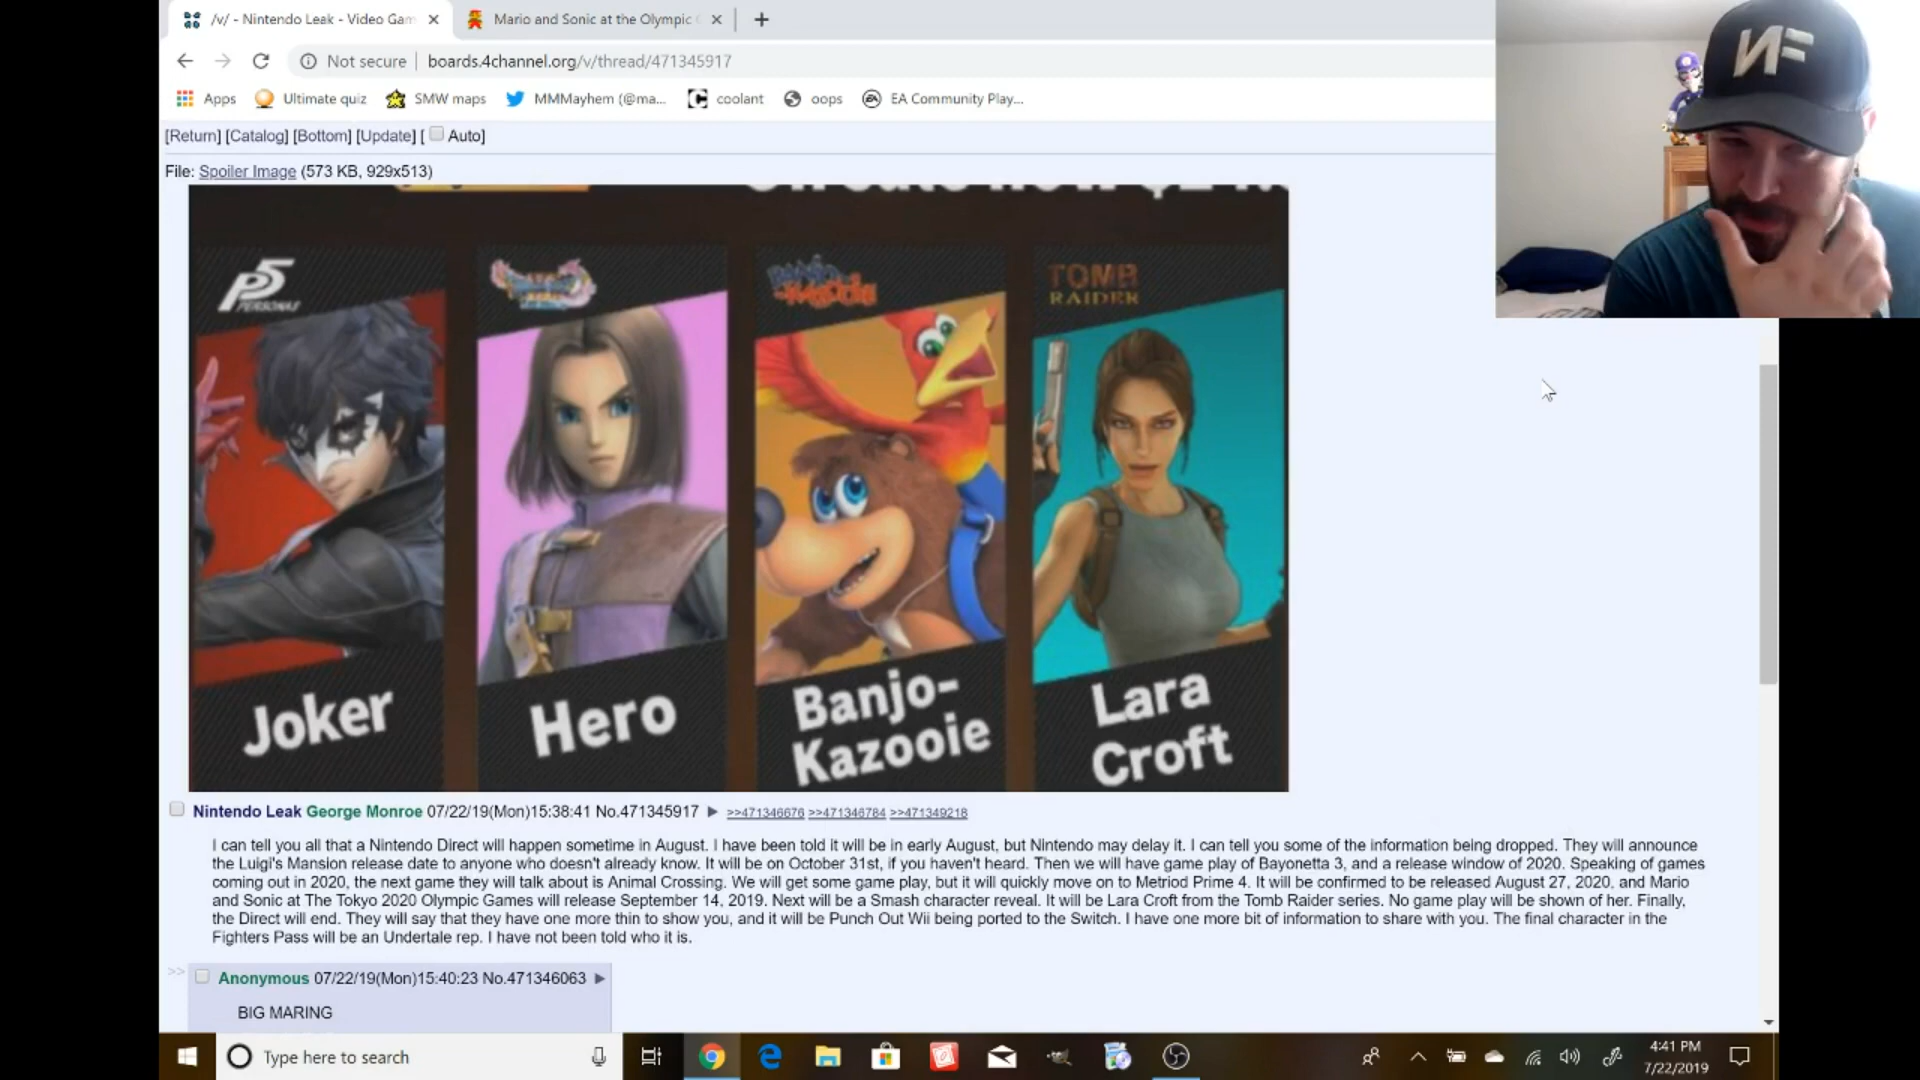 /v/ - Nintendo Leak - Video Gam
Mario and Sonic at the Olympic
Not secure
boards.4channel.org/v/thread/471345917
Apps
Ultimate quiz
SMW maps
MMMayhem (@ma...
coolant
oops
EA Community Play...
[Return] [Catalog] [Bottom] [Update] [ Auto]
File: Spoiler Image (573 KB, 929x513)
P5
PERSONA5
BANJO
-KAZOOIE
TOMB
RAIDER
NF
Joker
Hero
Banjo-
Kazooie
Lara
Croft
Nintendo Leak George Monroe 07/22/19(Mon)15:38:41 No.471345917 ▶ >>471346676 >>471346784 >>471349218
I can tell you all that a Nintendo Direct will happen sometime in August. I have been told it will be in early August, but Nintendo may delay it. I can tell you some of the information being dropped. They will announce
the Luigi's Mansion release date to anyone who doesn't already know. It will be on October 31st, if you haven't heard. Then we will have game play of Bayonetta 3, and a release window of 2020. Speaking of games
coming out in 2020, the next game they will talk about is Animal Crossing. We will get some game play, but it will quickly move on to Metriod Prime 4. It will be confirmed to be released August 27, 2020, and Mario
and Sonic at The Tokyo 2020 Olympic Games will release September 14, 2019. Next will be a Smash character reveal. It will be Lara Croft from the Tomb Raider series. No game play will be shown of her. Finally,
the Direct will end. They will say that they have one more thin to show you, and it will be Punch Out Wii being ported to the Switch. I have one more bit of information to share with you. The final character in the
Fighters Pass will be an Undertale rep. I have not been told who it is.
>> Anonymous 07/22/19(Mon)15:40:23 No.471346063 ▶
BIG MARING
Type here to search
4:41 PM
7/22/2019